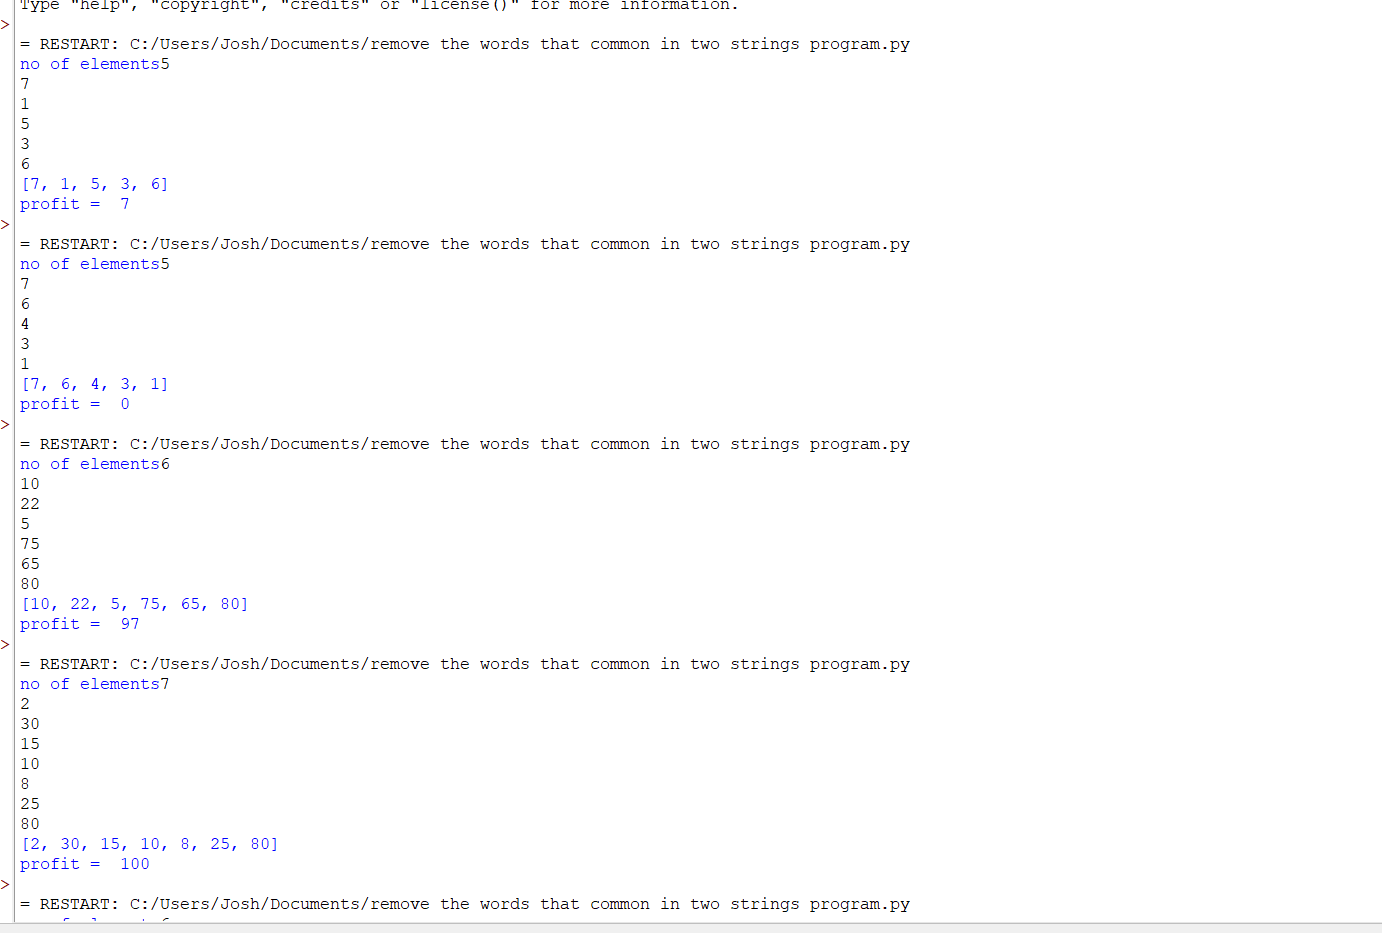 Type "help", "copyright", "credits" or "license()" for more information.
>
= RESTART: C:/Users/Josh/Documents/remove the words that common in two strings program.py
no of elements5
7
1
5
3
6
[7, 1, 5, 3, 6]
profit =  7
>
= RESTART: C:/Users/Josh/Documents/remove the words that common in two strings program.py
no of elements5
7
6
4
3
1
[7, 6, 4, 3, 1]
profit =  0
>
= RESTART: C:/Users/Josh/Documents/remove the words that common in two strings program.py
no of elements6
10
22
5
75
65
80
[10, 22, 5, 75, 65, 80]
profit =  97
>
= RESTART: C:/Users/Josh/Documents/remove the words that common in two strings program.py
no of elements7
2
30
15
10
8
25
80
[2, 30, 15, 10, 8, 25, 80]
profit =  100
>
= RESTART: C:/Users/Josh/Documents/remove the words that common in two strings program.py